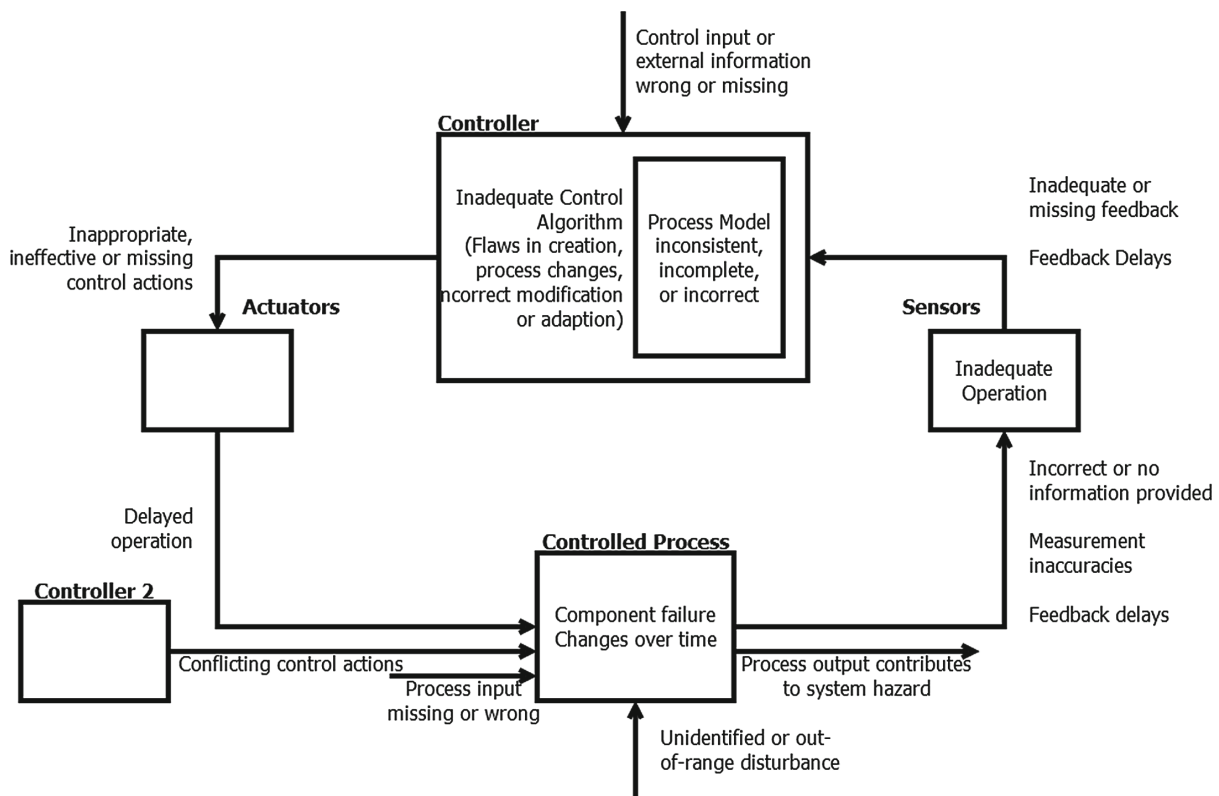 Control input or
external information
wrong or missing
Controller
Inadequate Control
Algorithm
(Flaws in creation,
process changes,
ncorrect modification
or adaption)
Process Model
inconsistent,
incomplete,
or incorrect
Inadequate or
missing feedback
Feedback Delays
Inappropriate,
ineffective or missing
control actions
Actuators
Sensors
Inadequate
Operation
Incorrect or no
information provided
Measurement
inaccuracies
Feedback delays
Delayed
operation
Controlled Process
Component failure
Changes over time
Controller 2
Conflicting control actions
Process input
missing or wrong
Process output contributes
to system hazard
Unidentified or out-
of-range disturbance